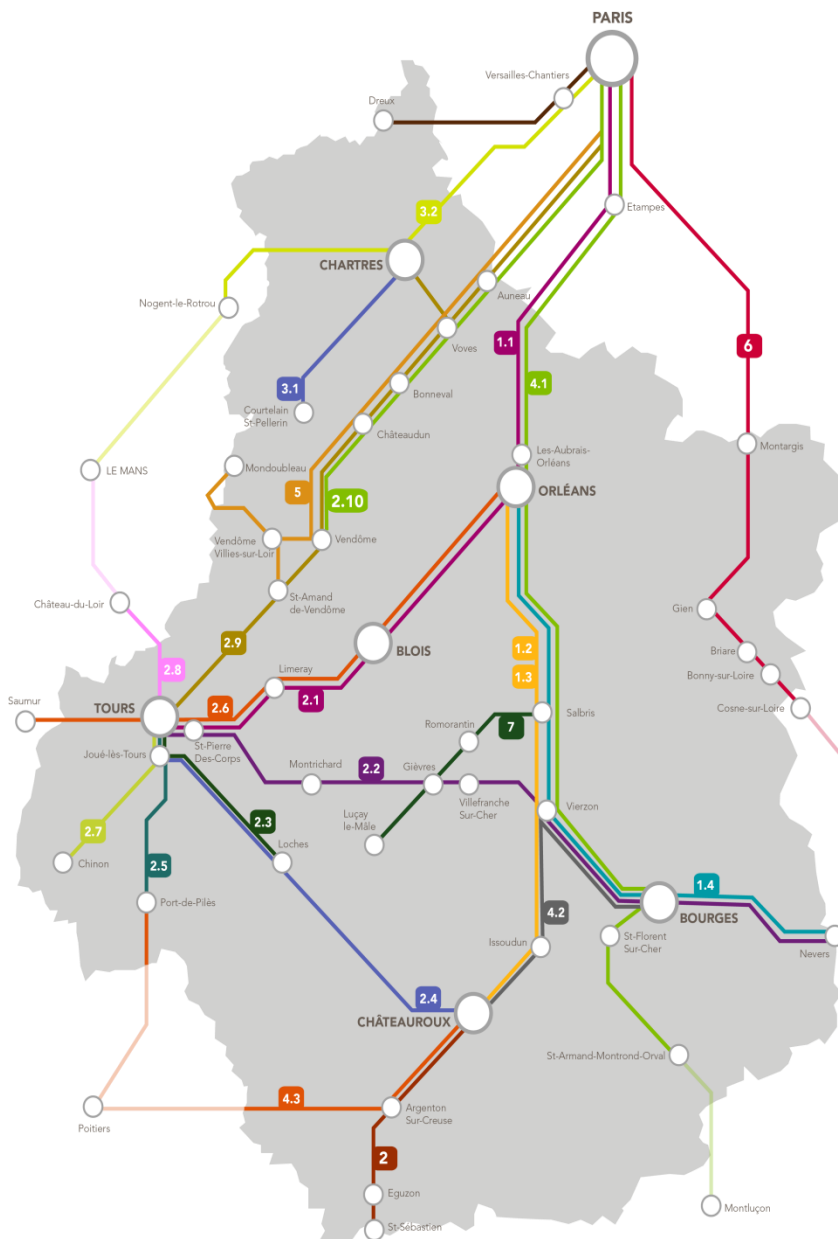 PARIS
Versailles-Chantiers
Dreux
3.2
Etampes
CHARTRES
Auneau
Nogent-le-Rotrou
Voves
1.1
6
3.1
4.1
Bonneval
Courtelain
St-Pellerin
Châteaudun
Montargis
Les-Aubrais-
Orléans
LE MANS
Mondoubleau
ORLÉANS
5
2.10
Vendôme
Villies-sur-Loir
Vendôme
Château-du-Loir
St-Amand
de-Vendôme
Gien
2.9
1.2
BLOIS
Briare
2.8
Limeray
1.3
Bonny-sur-Loire
Saumur
TOURS
2.6
2.1
Cosne-sur-Loire
Salbris
7
Romorantin
St-Pierre
Des-Corps
Joué-lès-Tours
2.2
Montrichard
Gièvres
Villefranche
Sur-Cher
Vierzon
Luçay
le-Mâle
2.3
2.7
Loches
Chinon
2.5
1.4
Port-de-Pilès
4.2
BOURGES
Issoudun
St-Florent
Sur-Cher
Nevers
2.4
CHÂTEAUROUX
St-Armand-Montrond-Orval
4.3
Poitiers
Argenton
Sur-Creuse
2
Eguzon
Montluçon
St-Sébastien